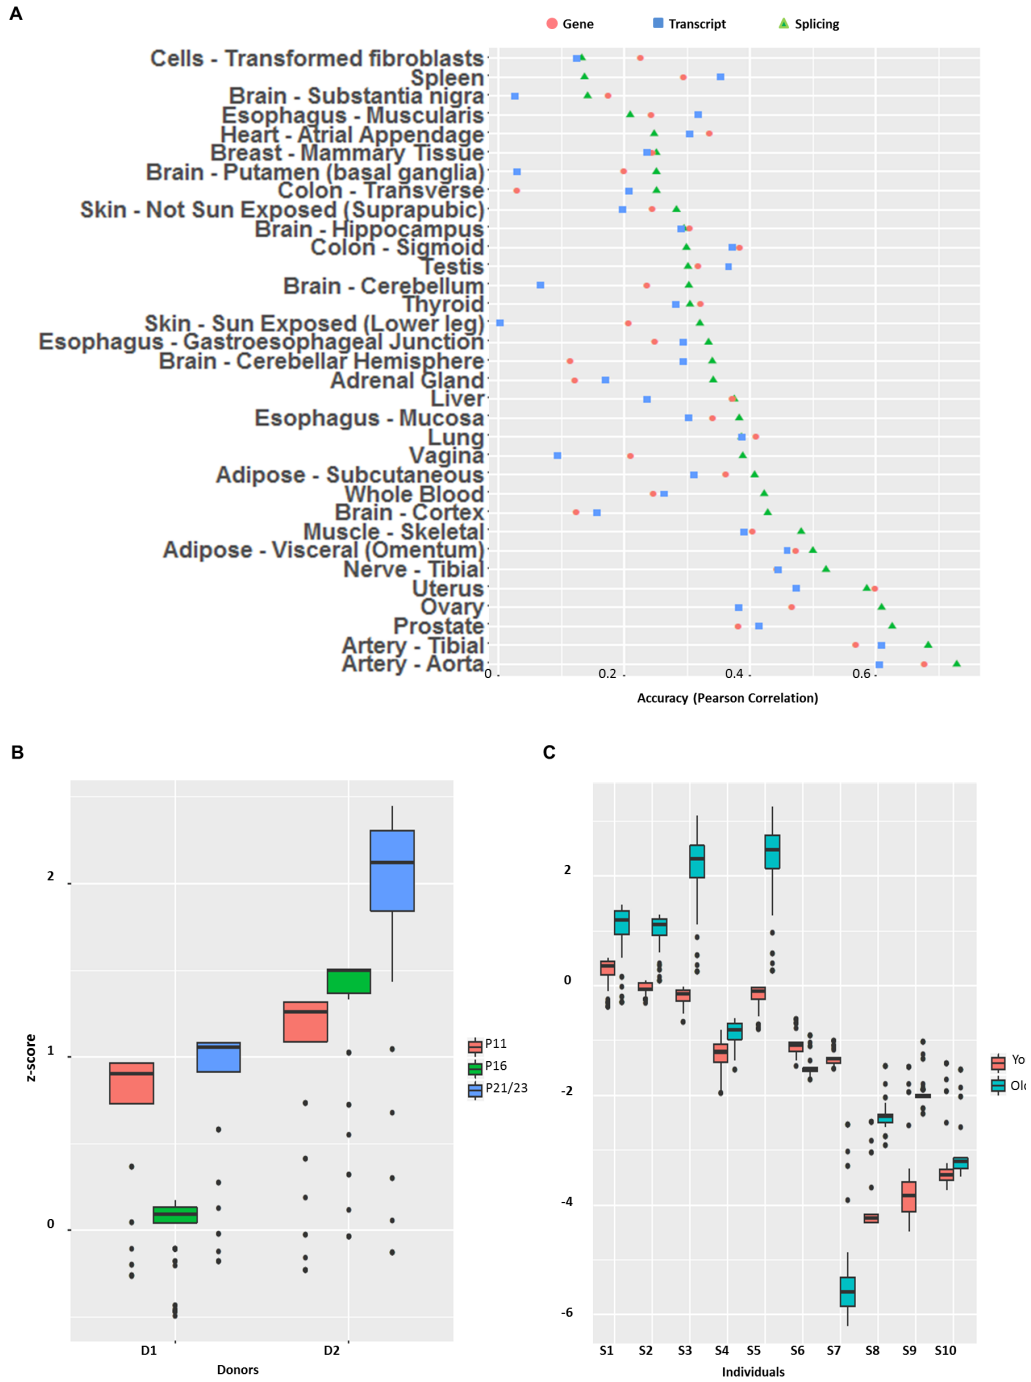 A
Gene Transcript Splicing
Cells - Transformed fibroblasts
Spleen
Brain - Substantia nigra
Esophagus - Muscularis
Heart - Atrial Appendage
Breast - Mammary Tissue
Brain - Putamen (basal ganglia)
Colon - Transverse
Skin - Not Sun Exposed (Suprapubic)
Brain - Hippocampus
Colon - Sigmoid
Testis
Brain - Cerebellum
Thyroid
Skin - Sun Exposed (Lower leg)
Esophagus - Gastroesophageal Junction
Brain - Cerebellar Hemisphere
Adrenal Gland
Liver
Esophagus - Mucosa
Lung
Vagina
Adipose - Subcutaneous
Whole Blood
Brain - Cortex
Muscle - Skeletal
Adipose - Visceral (Omentum)
Nerve - Tibial
Uterus
Ovary
Prostate
Artery - Tibial
Artery - Aorta
0 0.2 0.4 0.6
Accuracy (Pearson Correlation)
B
z-score
2
1
0
D1 D2
Donors
P11
P16
P21/23
C
2
0
-2
-4
-6
S1 S2 S3 S4 S5 S6 S7 S8 S9 S10
Individuals
Yo
Old